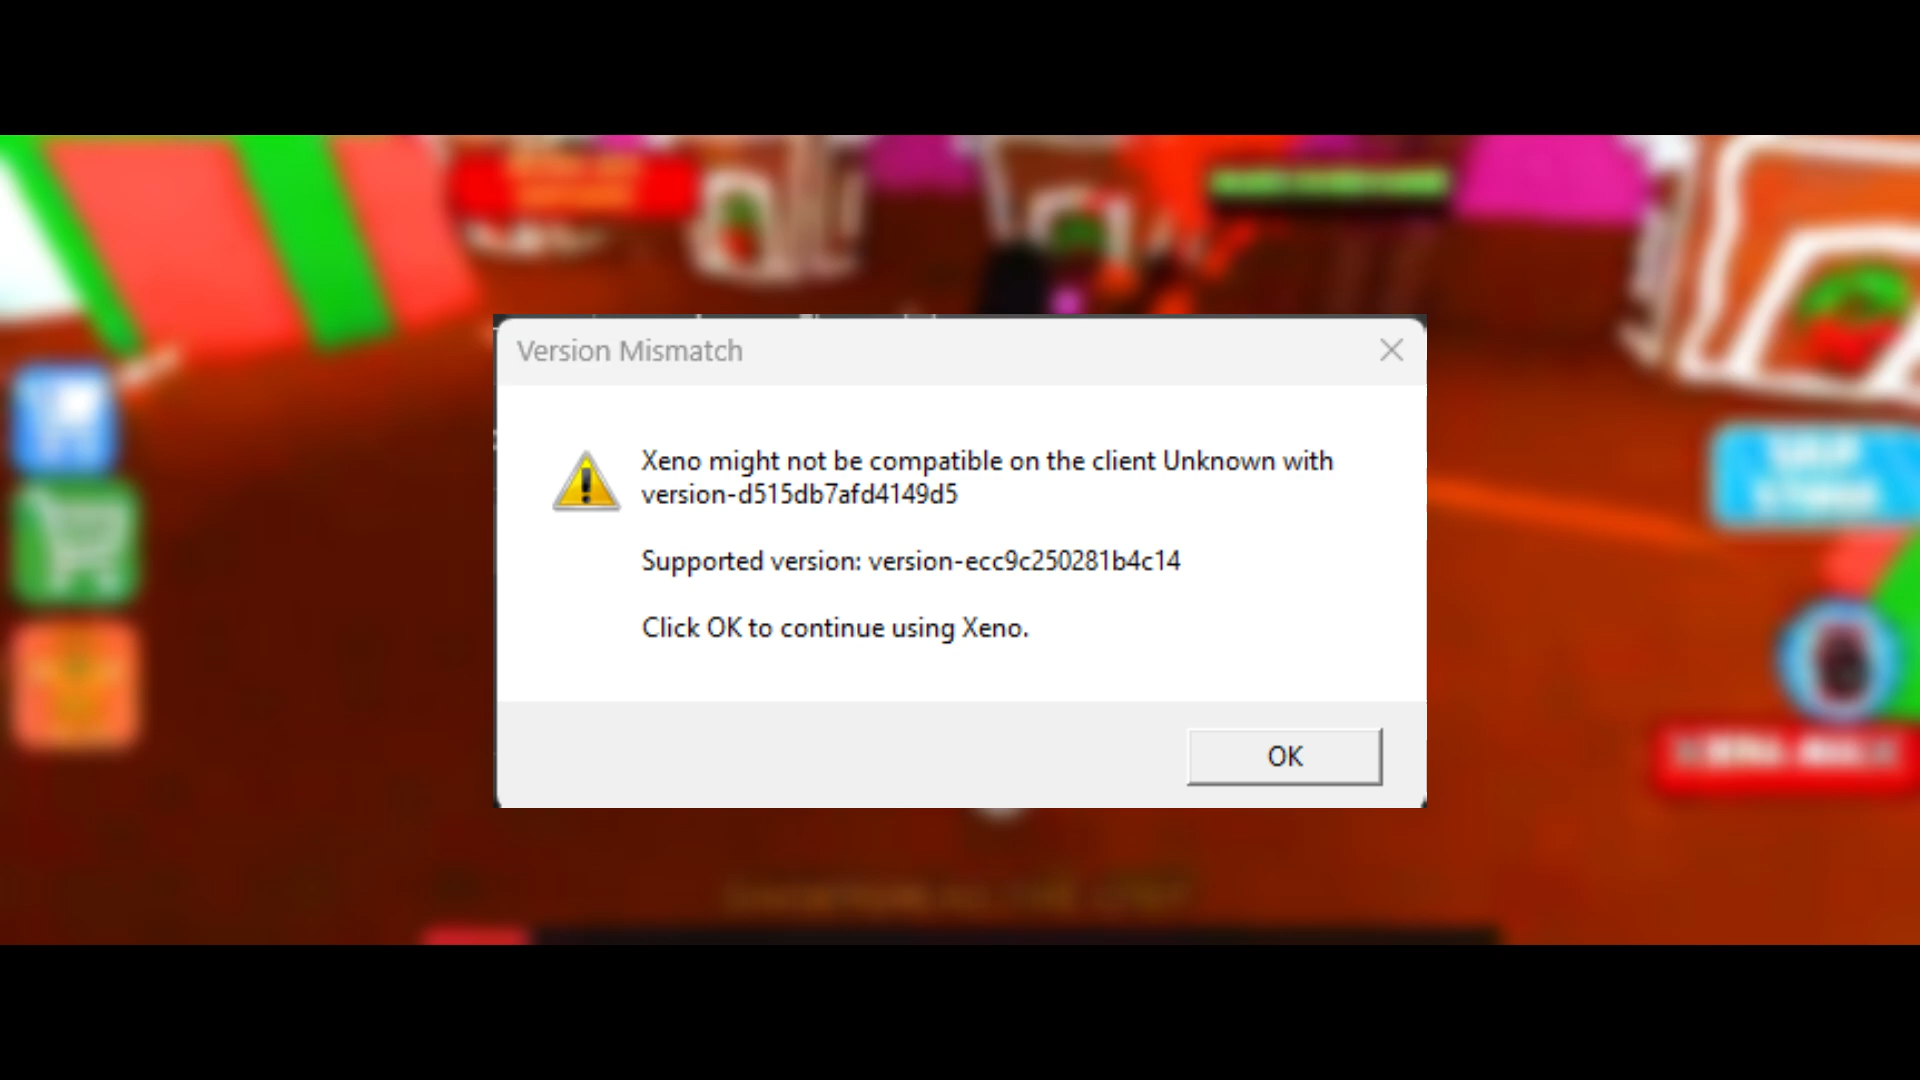 Version Mismatch
Xeno might not be compatible on the client Unknown with
version-d515db7afd4149d5
Supported version: version-ecc9c250281b4c14
Click OK to continue using Xeno.
OK